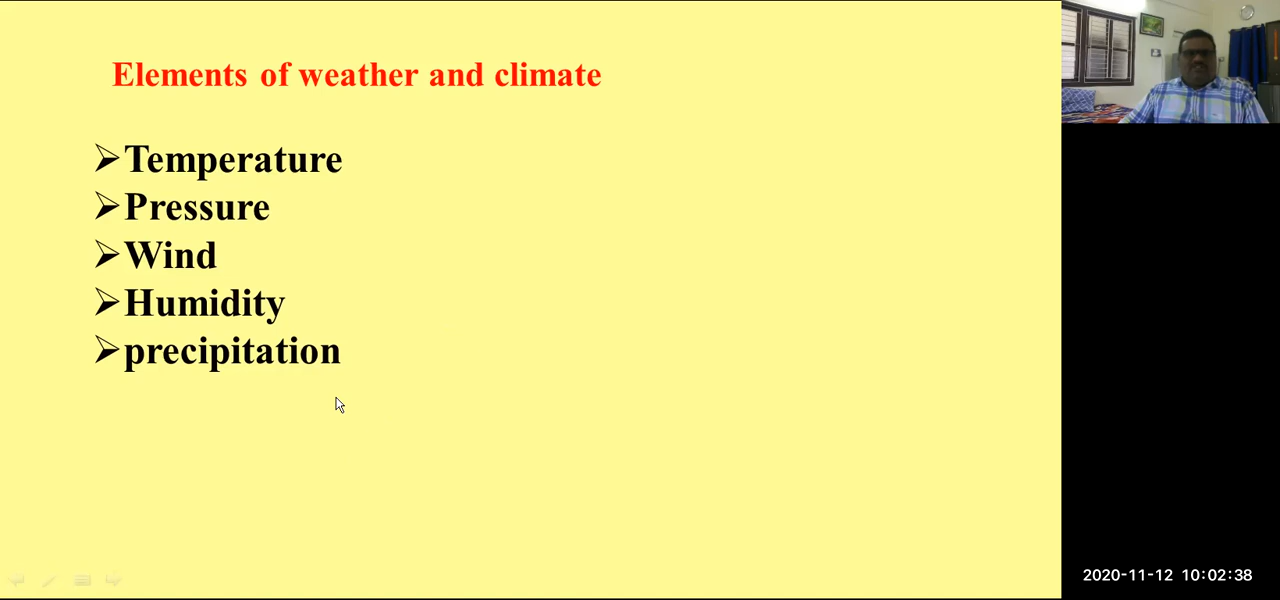 Elements of weather and climate
➢Temperature
➢Pressure
➢Wind
➢Humidity
➢precipitation
2020-11-12 10:02:38